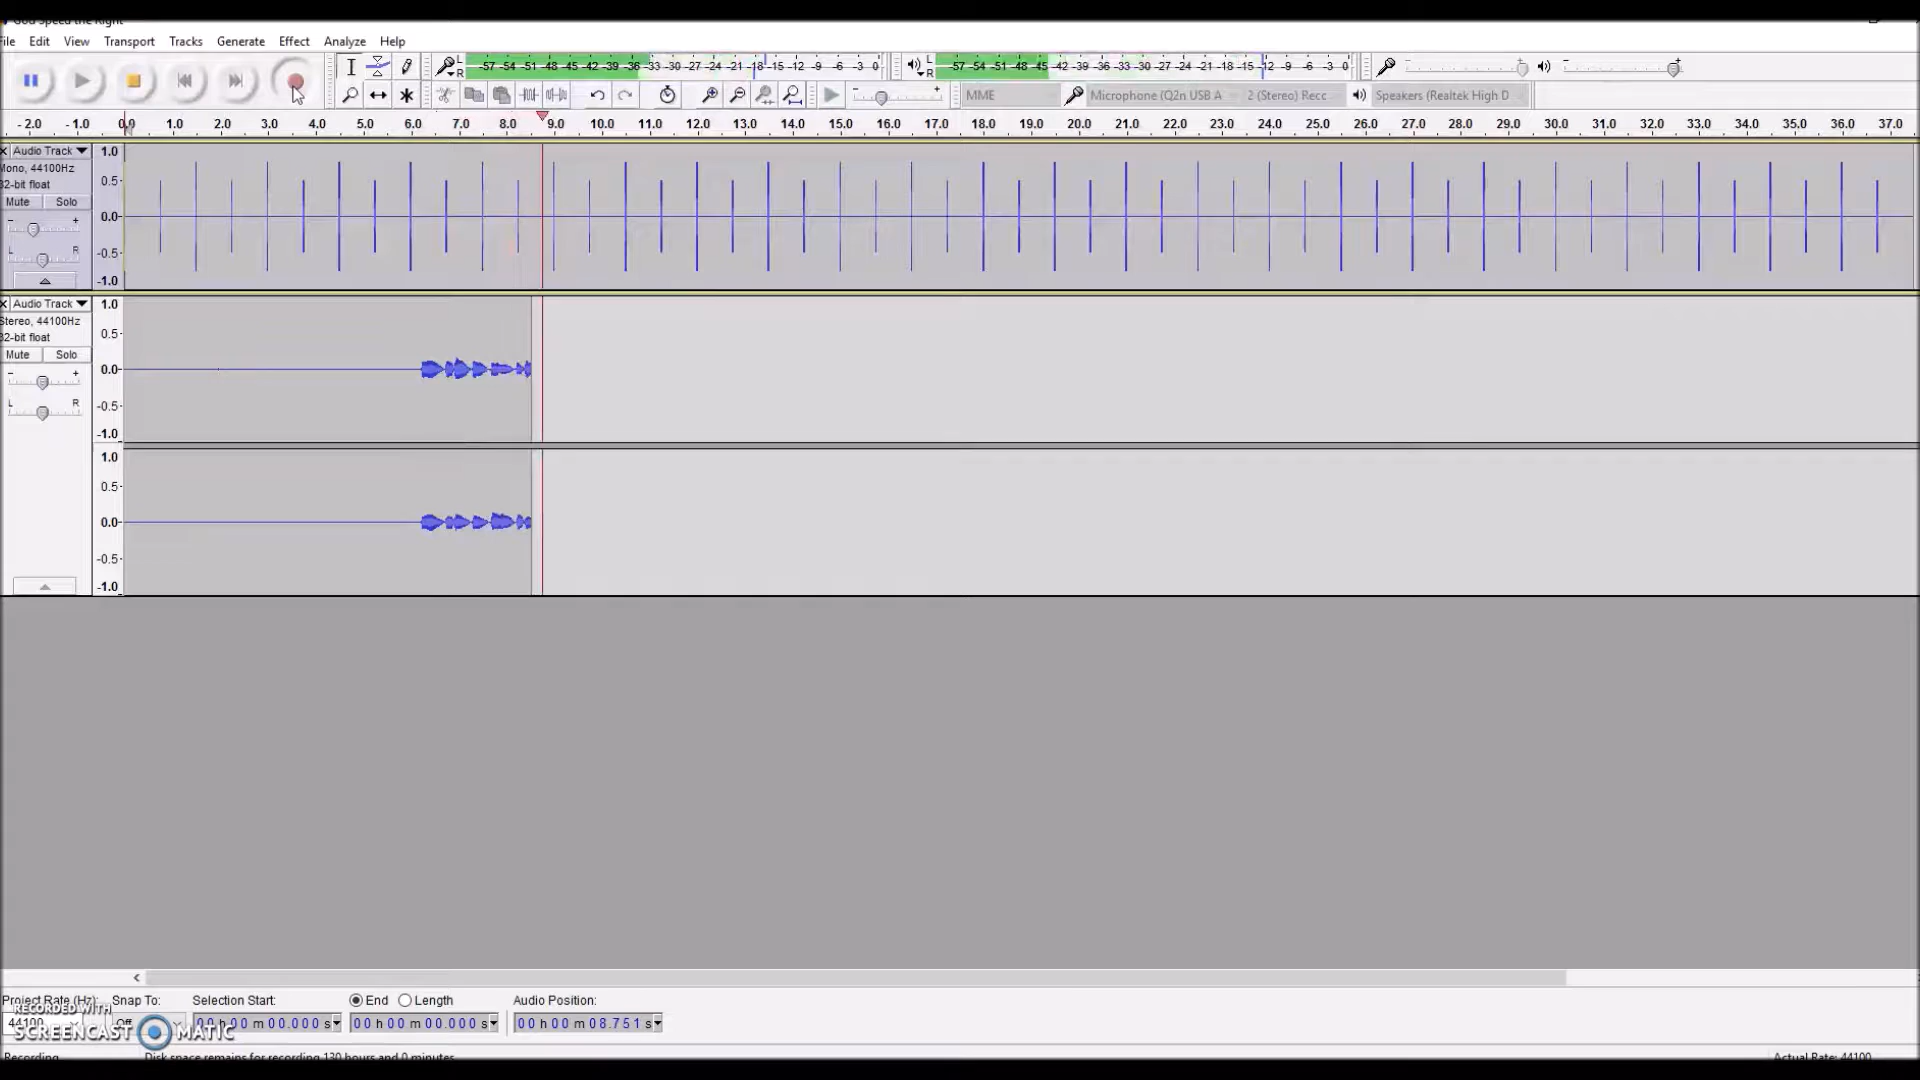 God Speed the Right
File Edit View Transport Tracks Generate Effect Analyze Help
L R -57 -54 -51 -48 -45 -42 -39 -36 -33 -30 -27 -24 -21 -18 -15 -12 -9 -6 -3 0 L R -57 -54 -51 -48 -45 -42 -39 -36 -33 -30 -27 -24 -21 -18 -15 -12 -9 -6 -3 0
MME Microphone (Q2n USB A 2 (Stereo) Recc Speakers (Realtek High D
-2.0 -1.0 0.0 1.0 2.0 3.0 4.0 5.0 6.0 7.0 8.0 9.0 10.0 11.0 12.0 13.0 14.0 15.0 16.0 17.0 18.0 19.0 20.0 21.0 22.0 23.0 24.0 25.0 26.0 27.0 28.0 29.0 30.0 31.0 32.0 33.0 34.0 35.0 36.0 37.0
X Audio Track 1.0
Mono, 44100Hz
32-bit float 0.5
Mute Solo
- + 0.0
L R -0.5
-1.0
X Audio Track 1.0
Stereo, 44100Hz
32-bit float 0.5
Mute Solo
- + 0.0
L R -0.5
-1.0
1.0
0.5
0.0
-0.5
-1.0
Project Rate (Hz): Snap To: Selection Start: End Length Audio Position:
44100 Off 00 h 00 m 00.000 s 00 h 00 m 00.000 s 00 h 00 m 08.751 s
RECORDED WITH
SCREENCAST MATIC
Recording Disk space remains for recording 130 hours and 0 minutes Actual Rate: 44100